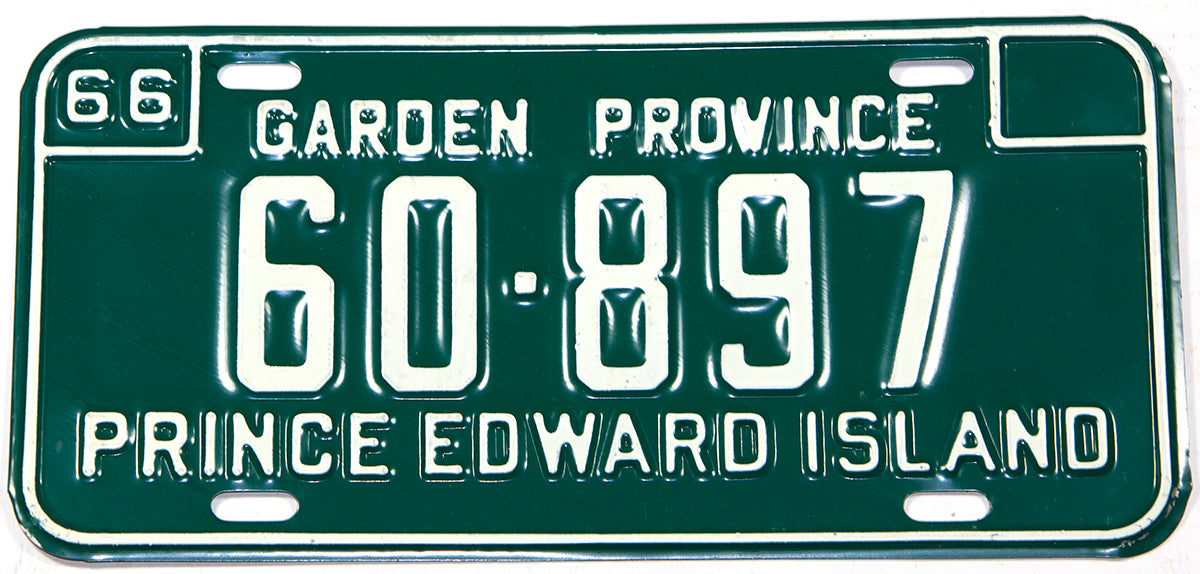 66
GARDEN PROVINCE
60·897
PRINCE EDWARD ISLAND